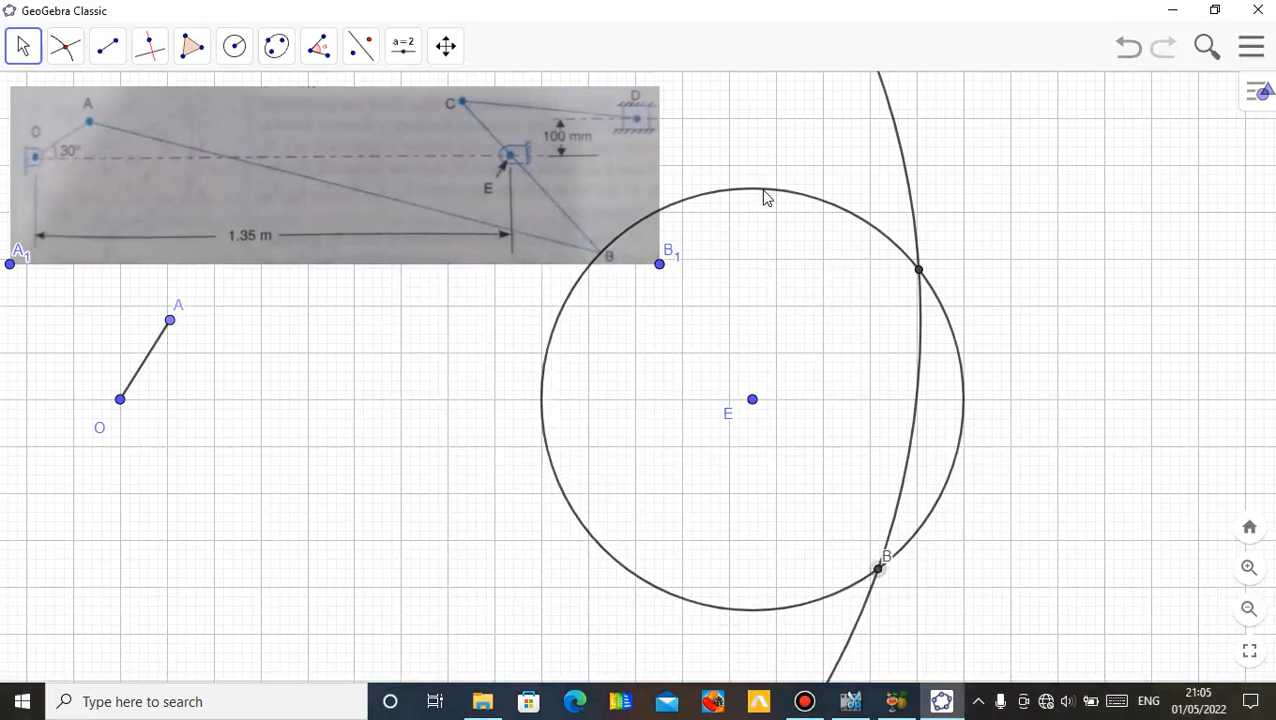 GeoGebra Classic
a=2
A
C
D
O
30°
100 mm
E
1.35 m
B
A1
B1
A
O
E
B
Type here to search
ENG
21:05
01/05/2022